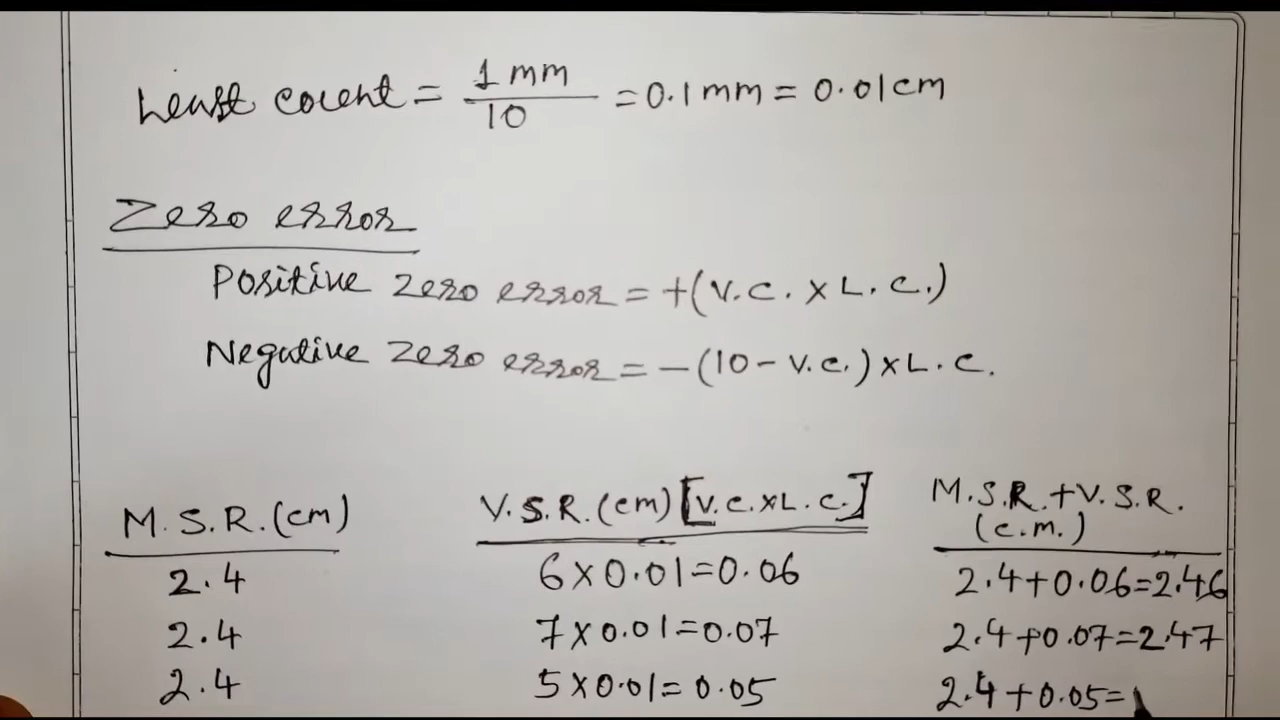 Least count = 1 mm / 10 = 0.1 mm = 0.01 cm
Zero error
Positive zero error = +(V.C. × L.C.)
Negative zero error = -(10 - V.C.) × L.C.
M.S.R. (cm) V.S.R. (cm) [V.C. × L.C.] M.S.R. + V.S.R. (c.m.)
2.4 6 × 0.01 = 0.06 2.4 + 0.06 = 2.46
2.4 7 × 0.01 = 0.07 2.4 + 0.07 = 2.47
2.4 5 × 0.01 = 0.05 2.4 + 0.05 =